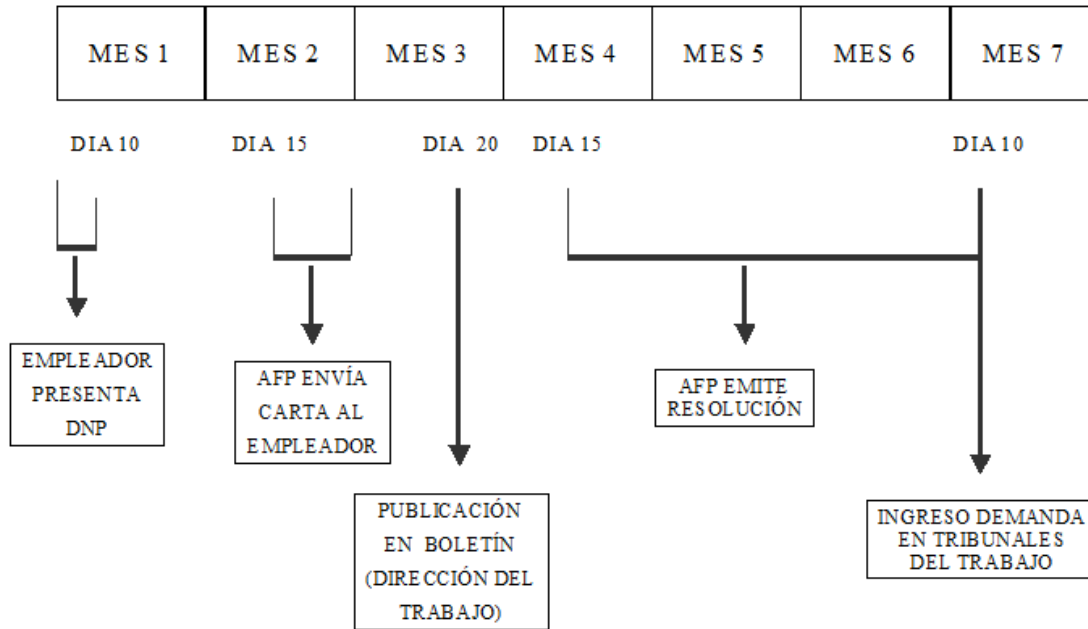 MES 1 MES 2 MES 3 MES 4 MES 5 MES 6 MES 7
DIA 10 DIA 15 DIA 20 DIA 15 DIA 10
EMPLEADOR
PRESENTA
DNP
AFP ENVÍA
CARTA AL
EMPLEADOR
AFP EMITE
RESOLUCIÓN
PUBLICACIÓN
EN BOLETÍN
(DIRECCIÓN DEL
TRABAJO)
INGRESO DEMANDA
EN TRIBUNALES
DEL TRABAJO